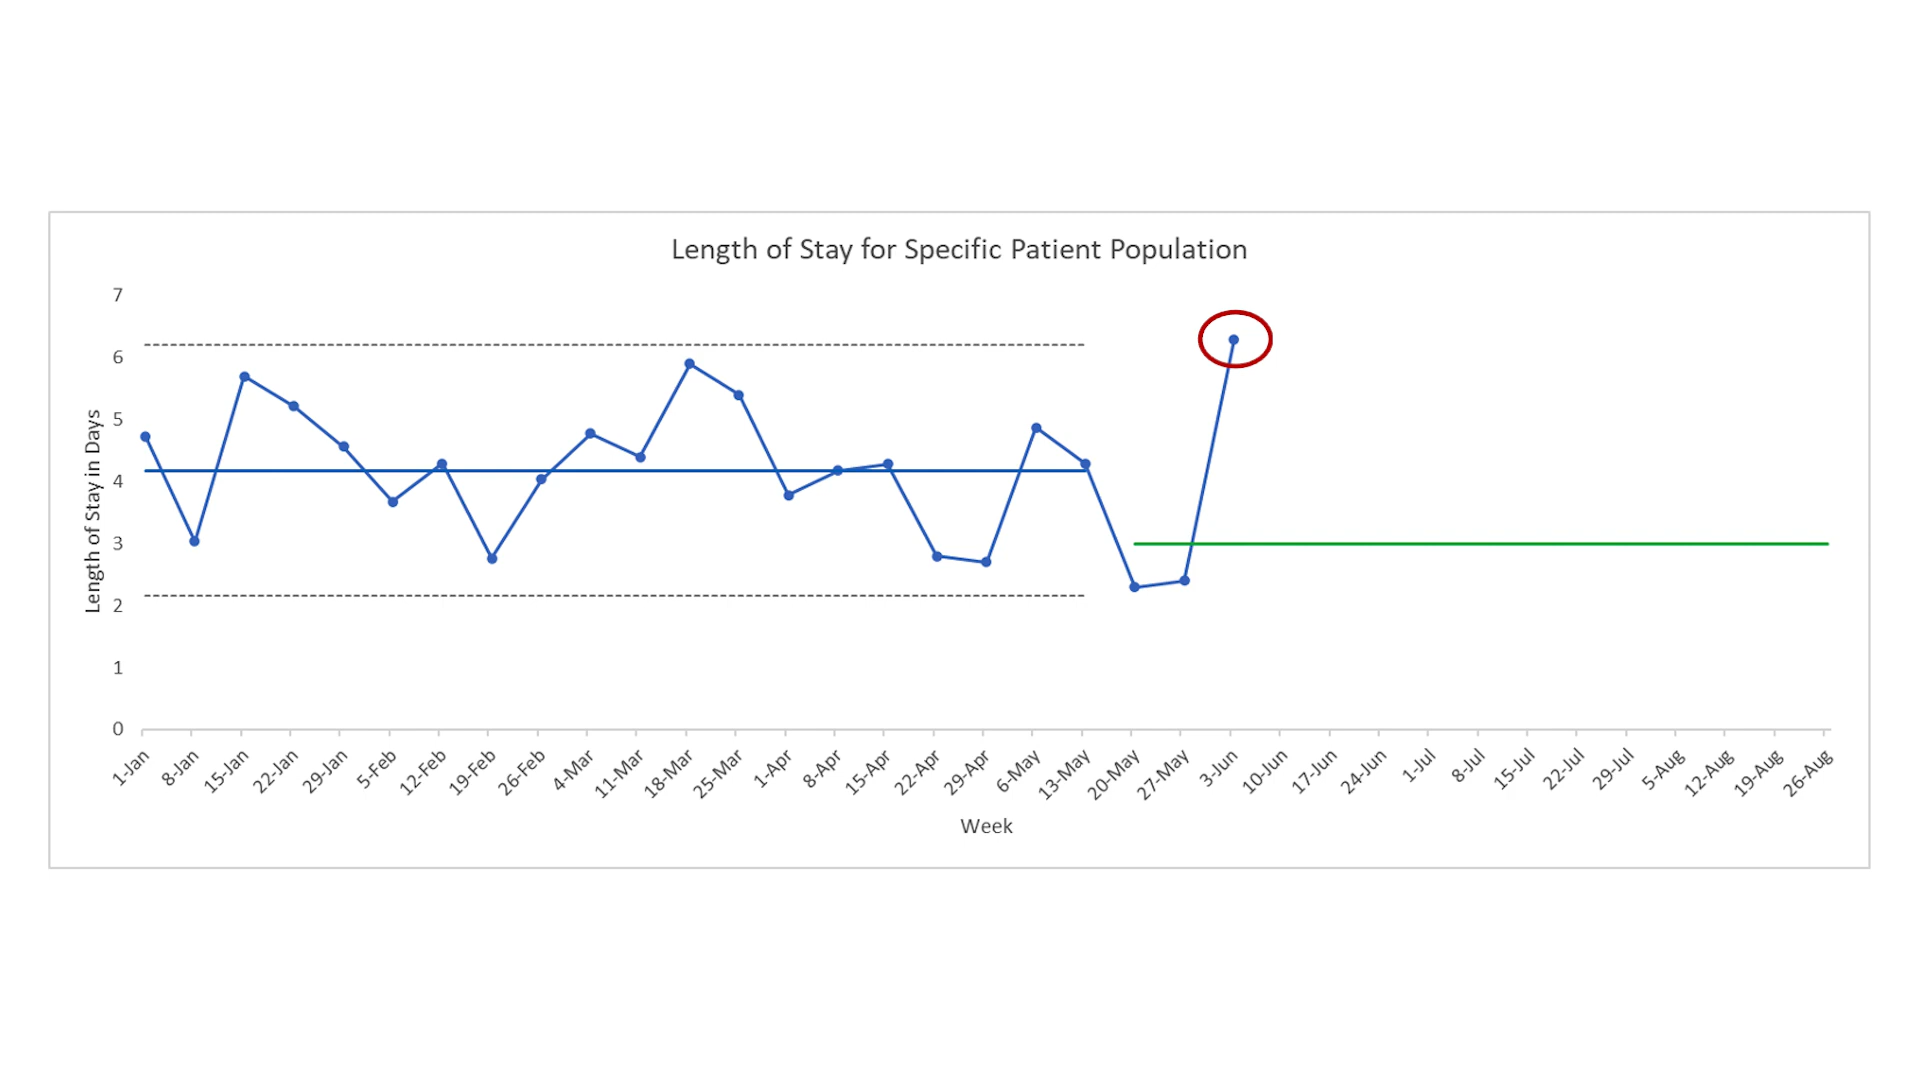 Length of Stay for Specific Patient Population
Length of Stay in Days
7
6
5
4
3
2
1
0
1-Jan
8-Jan
15-Jan
22-Jan
29-Jan
5-Feb
12-Feb
19-Feb
26-Feb
4-Mar
11-Mar
18-Mar
25-Mar
1-Apr
8-Apr
15-Apr
22-Apr
29-Apr
6-May
13-May
20-May
27-May
3-Jun
10-Jun
17-Jun
24-Jun
1-Jul
8-Jul
15-Jul
22-Jul
29-Jul
5-Aug
12-Aug
19-Aug
26-Aug
Week